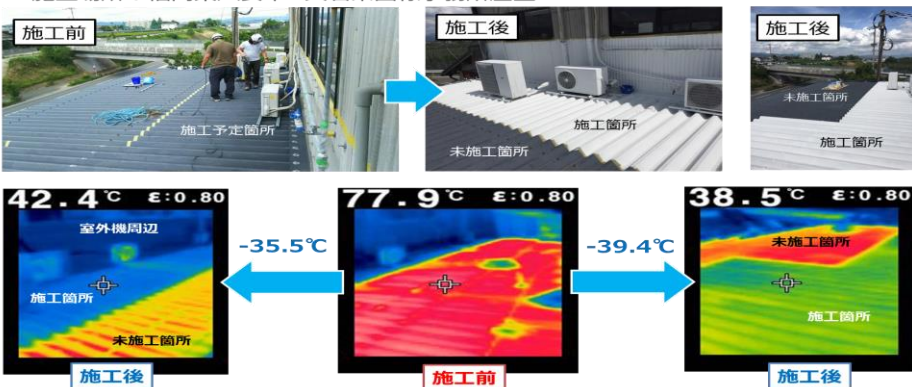 施工前
施工予定箇所
施工後
施工箇所
未施工箇所
施工後
未施工箇所
施工箇所
42.4℃ ε:0.80
室外機周辺
施工箇所
未施工箇所
施工後
-35.5℃
77.9℃ ε:0.80
施工前
-39.4℃
38.5℃ ε:0.80
未施工箇所
施工箇所
施工後